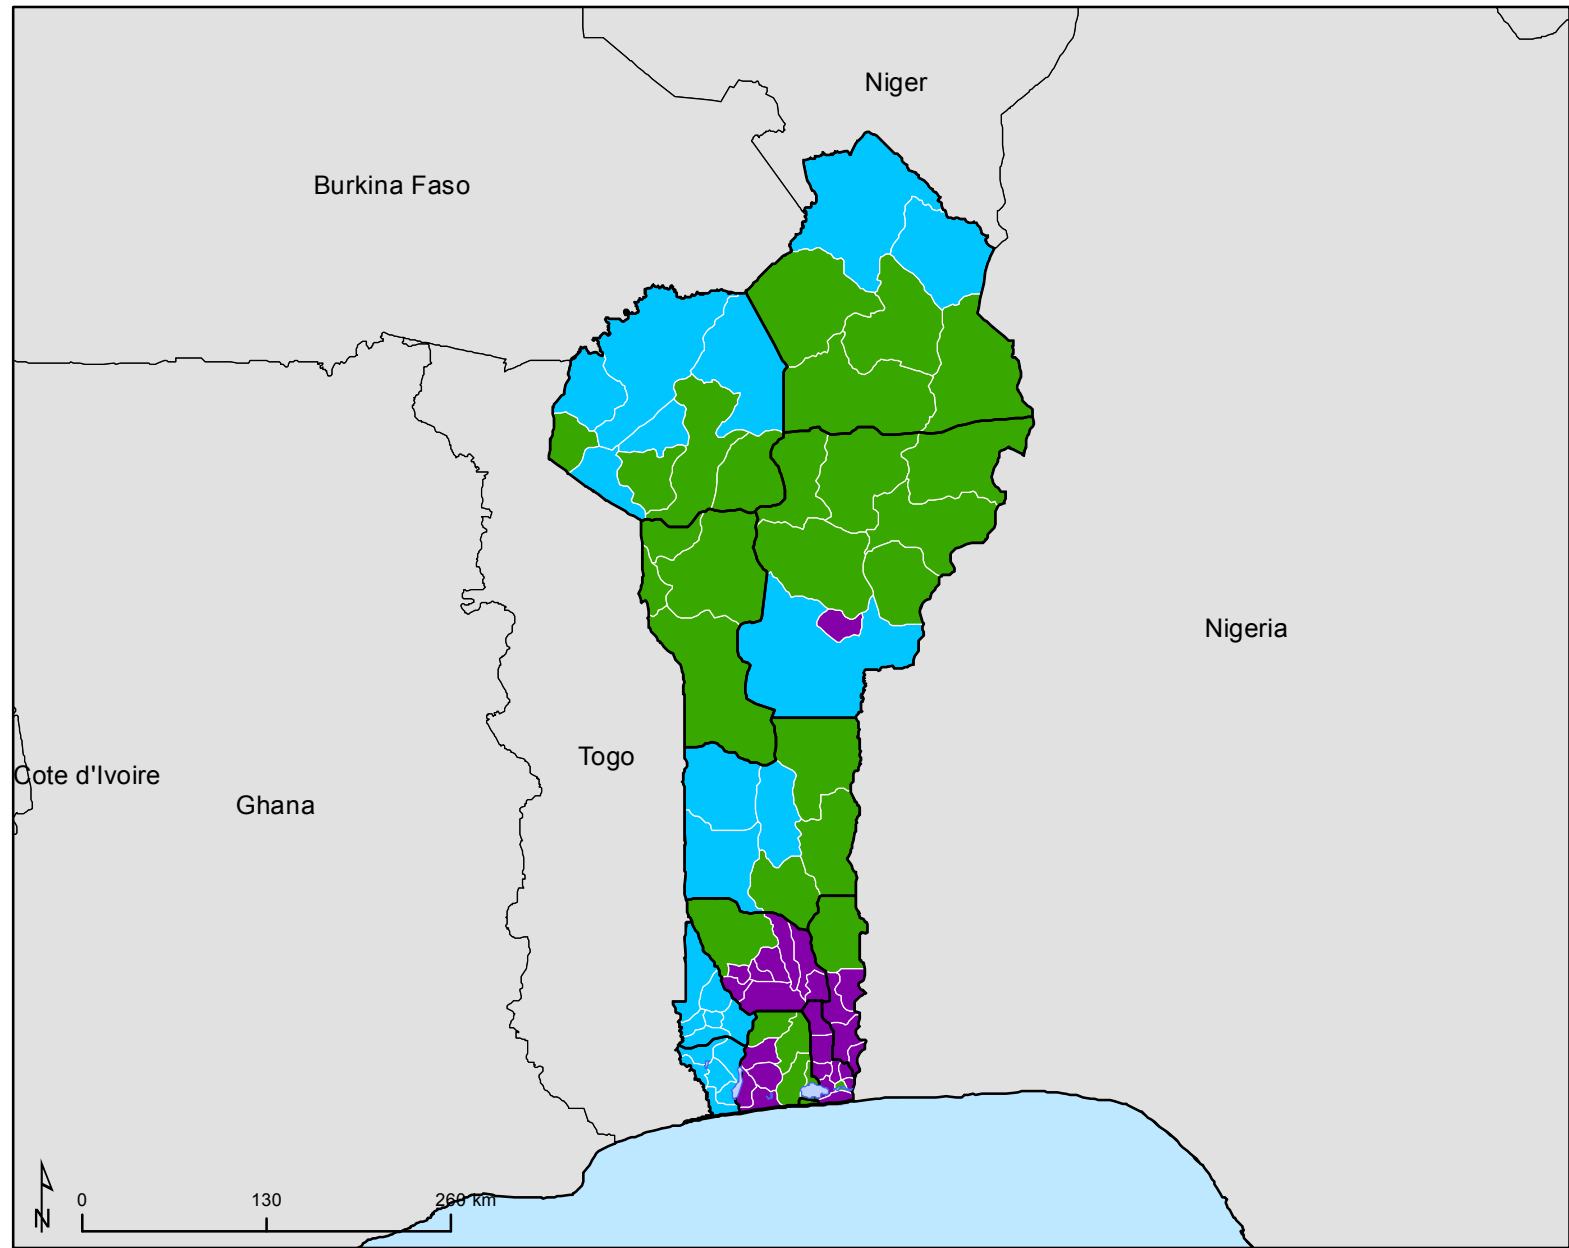 Niger
Burkina Faso
Nigeria
Togo
Cote d'Ivoire
Ghana
0 130 260 km
N